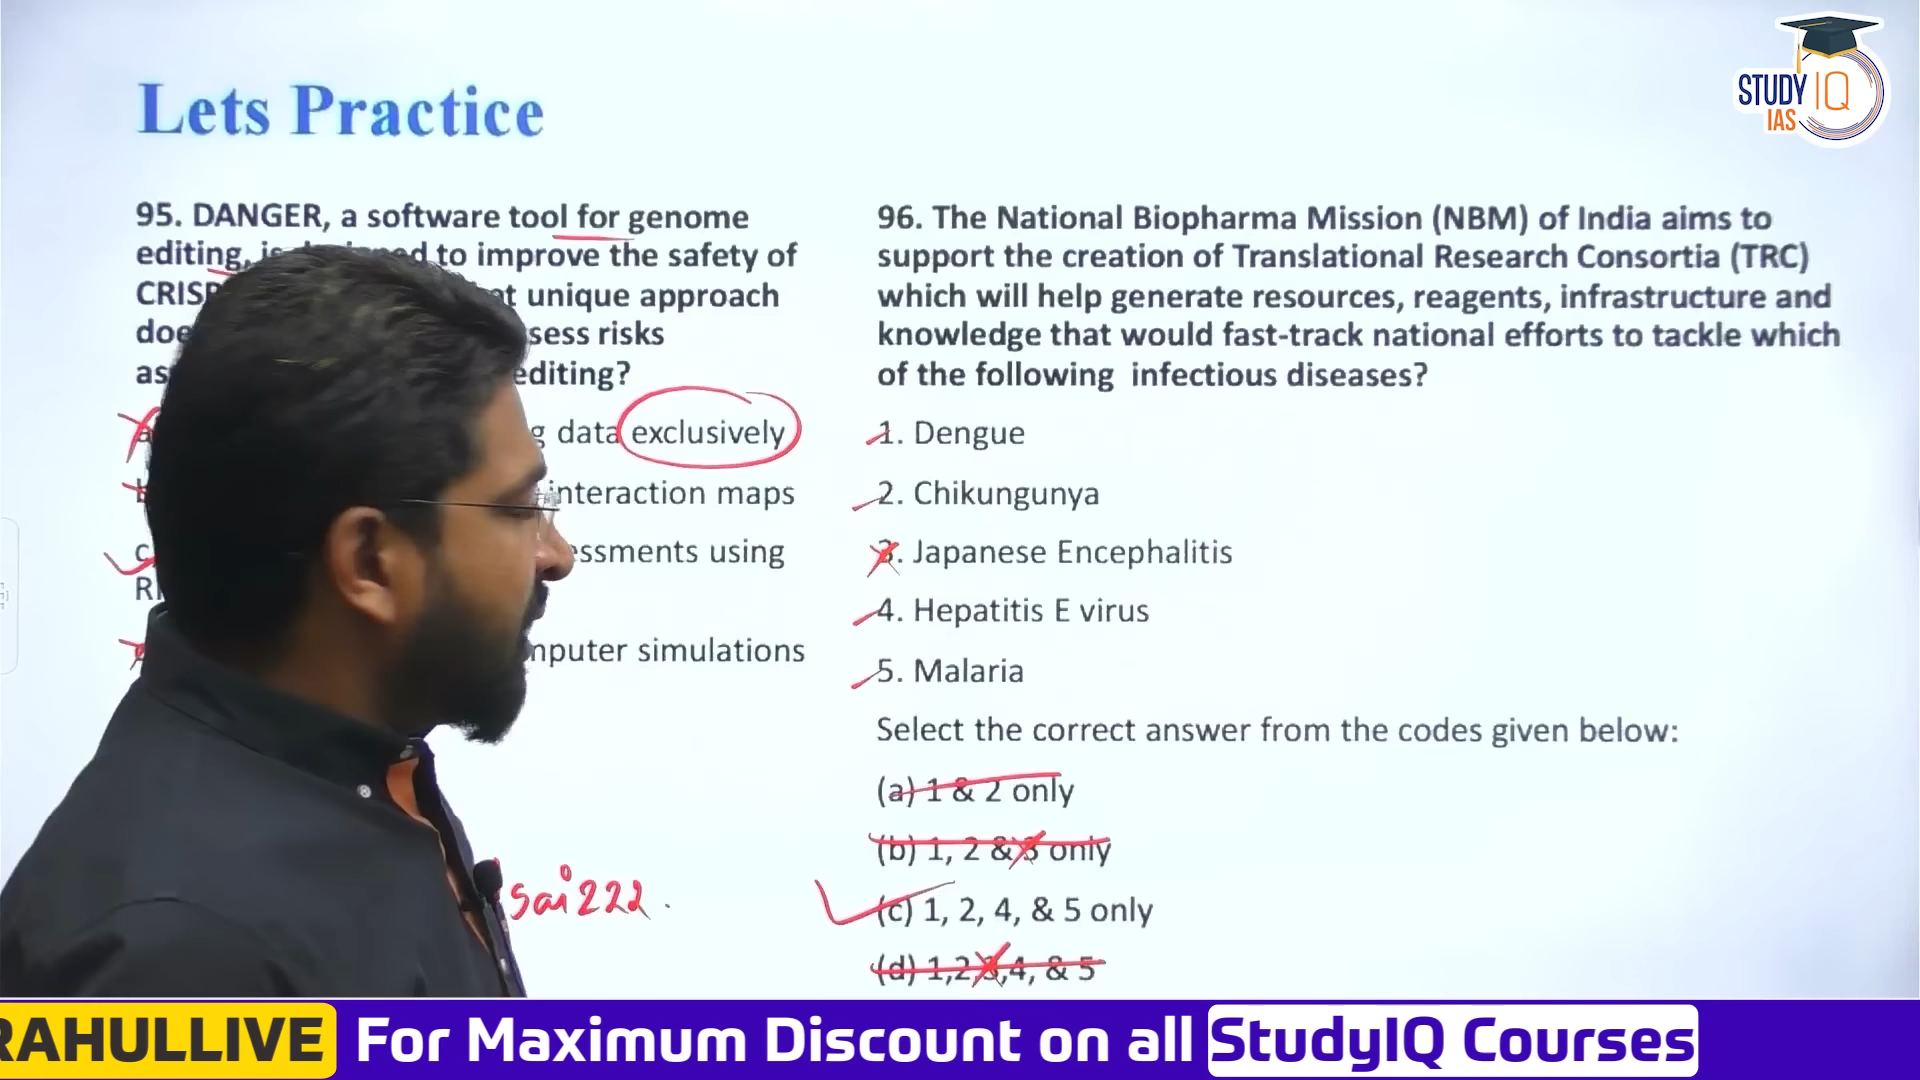 Lets Practice
STUDY IQ
IAS
95. DANGER, a software tool for genome
editing, is to improve the safety of
unique approach
risks
editing?
data exclusively
interaction maps
using
simulations
sai222.
96. The National Biopharma Mission (NBM) of India aims to
support the creation of Translational Research Consortia (TRC)
which will help generate resources, reagents, infrastructure and
knowledge that would fast-track national efforts to tackle which
of the following infectious diseases?
1. Dengue
2. Chikungunya
3. Japanese Encephalitis
4. Hepatitis E virus
5. Malaria
Select the correct answer from the codes given below:
(a) 1 & 2 only
(b) 1, 2 & 3 only
(c) 1, 2, 4, & 5 only
(d) 1,2,3,4, & 5
RAHULLIVE For Maximum Discount on all StudyIQ Courses